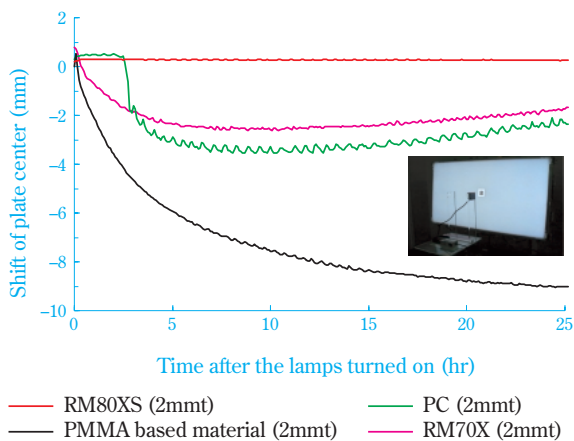 Shift of plate center (mm)
2
0
−2
−4
−6
−8
−10
0 5 10 15 20 25
Time after the lamps turned on (hr)
RM80XS (2mmt) PC (2mmt)
PMMA based material (2mmt) RM70X (2mmt)